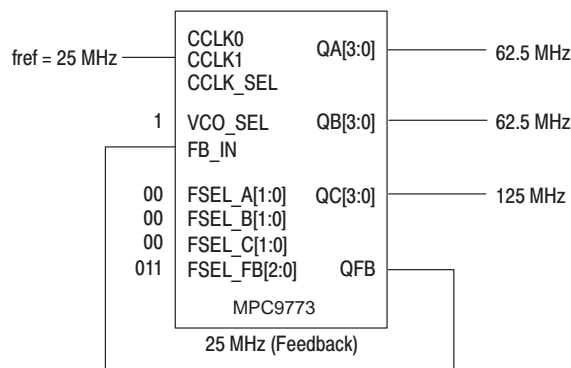 CCLK0
fref = 25 MHz
CCLK1
CCLK_SEL
QA[3:0]
62.5 MHz
1
VCO_SEL
QB[3:0]
62.5 MHz
FB_IN
00
FSEL_A[1:0]
QC[3:0]
125 MHz
00
FSEL_B[1:0]
00
FSEL_C[1:0]
011
FSEL_FB[2:0]
QFB
MPC9773
25 MHz (Feedback)